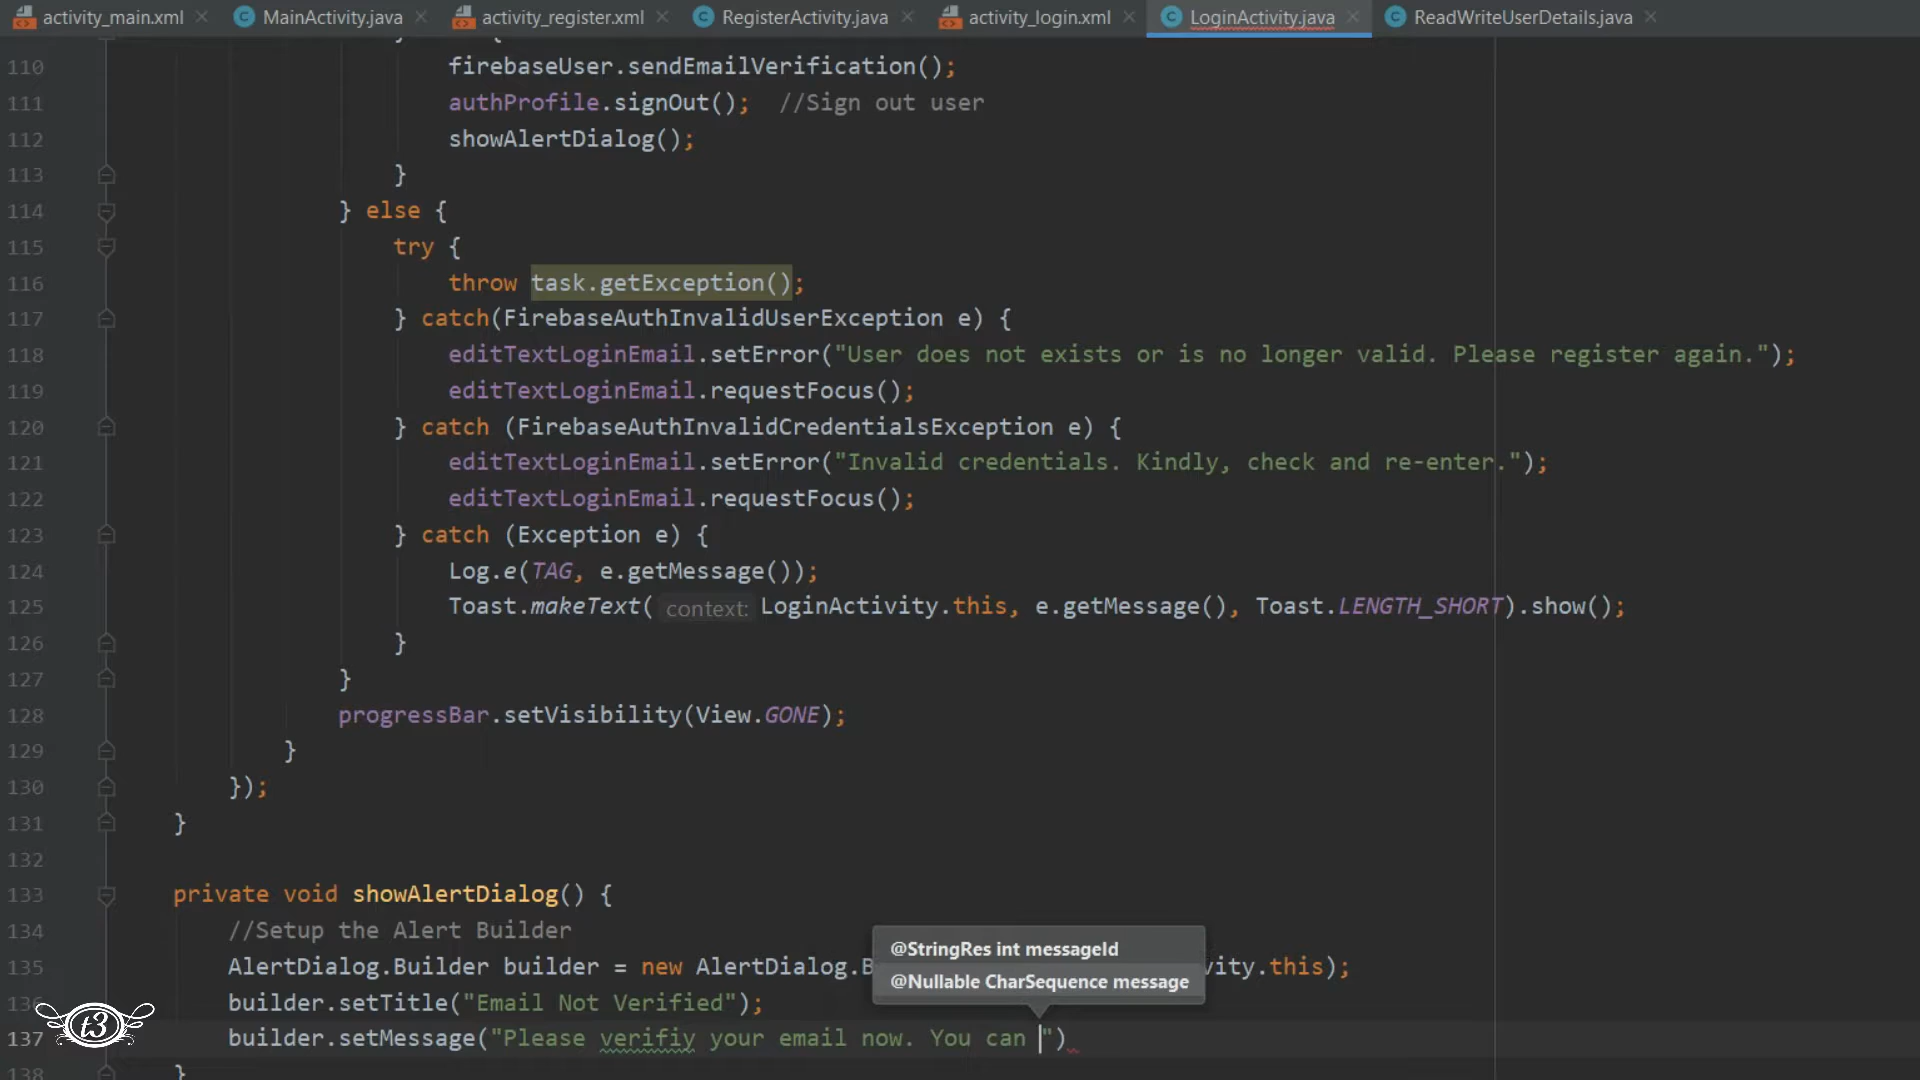 activity_main.xml MainActivity.java activity_register.xml RegisterActivity.java activity_login.xml LoginActivity.java ReadWriteUserDetails.java
110 firebaseUser.sendEmailVerification();
111 authProfile.signOut(); //Sign out user
112 showAlertDialog();
113 }
114 } else {
115 try {
116 throw task.getException();
117 } catch(FirebaseAuthInvalidUserException e) {
118 editTextLoginEmail.setError("User does not exists or is no longer valid. Please register again.");
119 editTextLoginEmail.requestFocus();
120 } catch (FirebaseAuthInvalidCredentialsException e) {
121 editTextLoginEmail.setError("Invalid credentials. Kindly, check and re-enter.");
122 editTextLoginEmail.requestFocus();
123 } catch (Exception e) {
124 Log.e(TAG, e.getMessage());
125 Toast.makeText( context: LoginActivity.this, e.getMessage(), Toast.LENGTH_SHORT).show();
126 }
127 }
128 progressBar.setVisibility(View.GONE);
129 }
130 });
131 }
132
133 private void showAlertDialog() {
134 //Setup the Alert Builder
@StringRes int messageId
135 AlertDialog.Builder builder = new AlertDialog.B vity.this);
@Nullable CharSequence message
136 builder.setTitle("Email Not Verified");
t3
137 builder.setMessage("Please verifiy your email now. You can ")
138 }